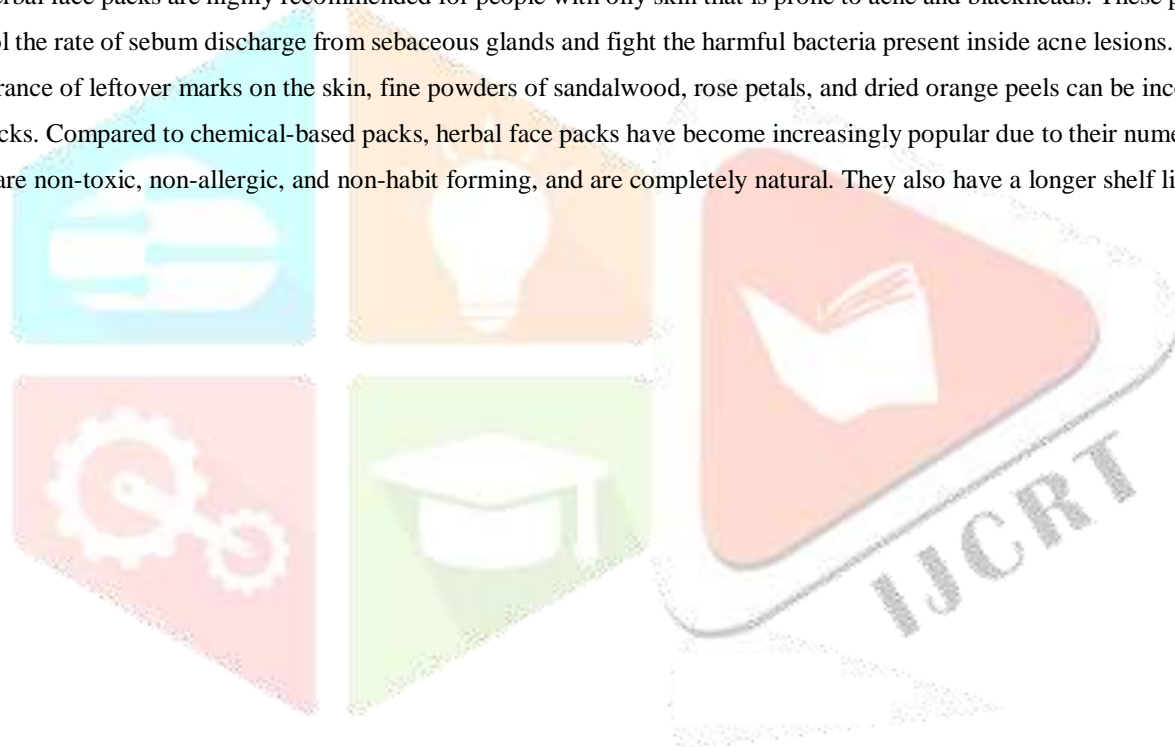 erbal face packs are highly recommended for people with oily skin that is prone to acne and blackheads. These p
ol the rate of sebum discharge from sebaceous glands and fight the harmful bacteria present inside acne lesions.
rance of leftover marks on the skin, fine powders of sandalwood, rose petals, and dried orange peels can be inc
cks. Compared to chemical-based packs, herbal face packs have become increasingly popular due to their nume
are non-toxic, non-allergic, and non-habit forming, and are completely natural. They also have a longer shelf li
IJCRT